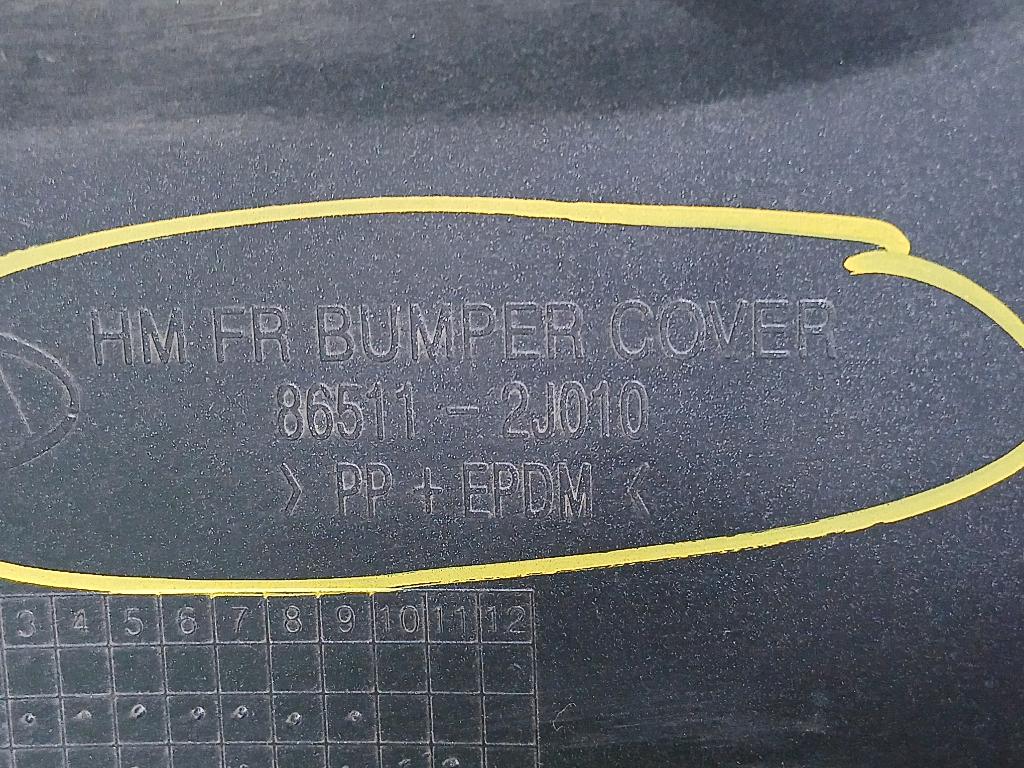 HM FR BUMPER COVER
86511 - 2J010
> PP + EPDM <
3 4 5 6 7 8 9 10 11 12